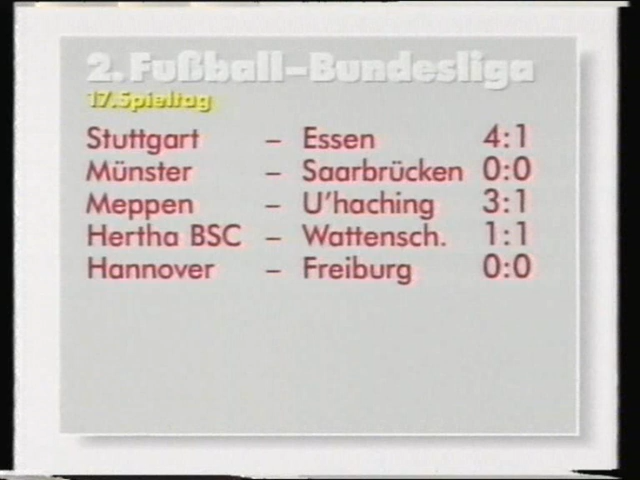 2. Fußball-Bundesliga
17. Spieltag
Stuttgart – Essen 4:1
Münster – Saarbrücken 0:0
Meppen – U'haching 3:1
Hertha BSC – Wattensch. 1:1
Hannover – Freiburg 0:0